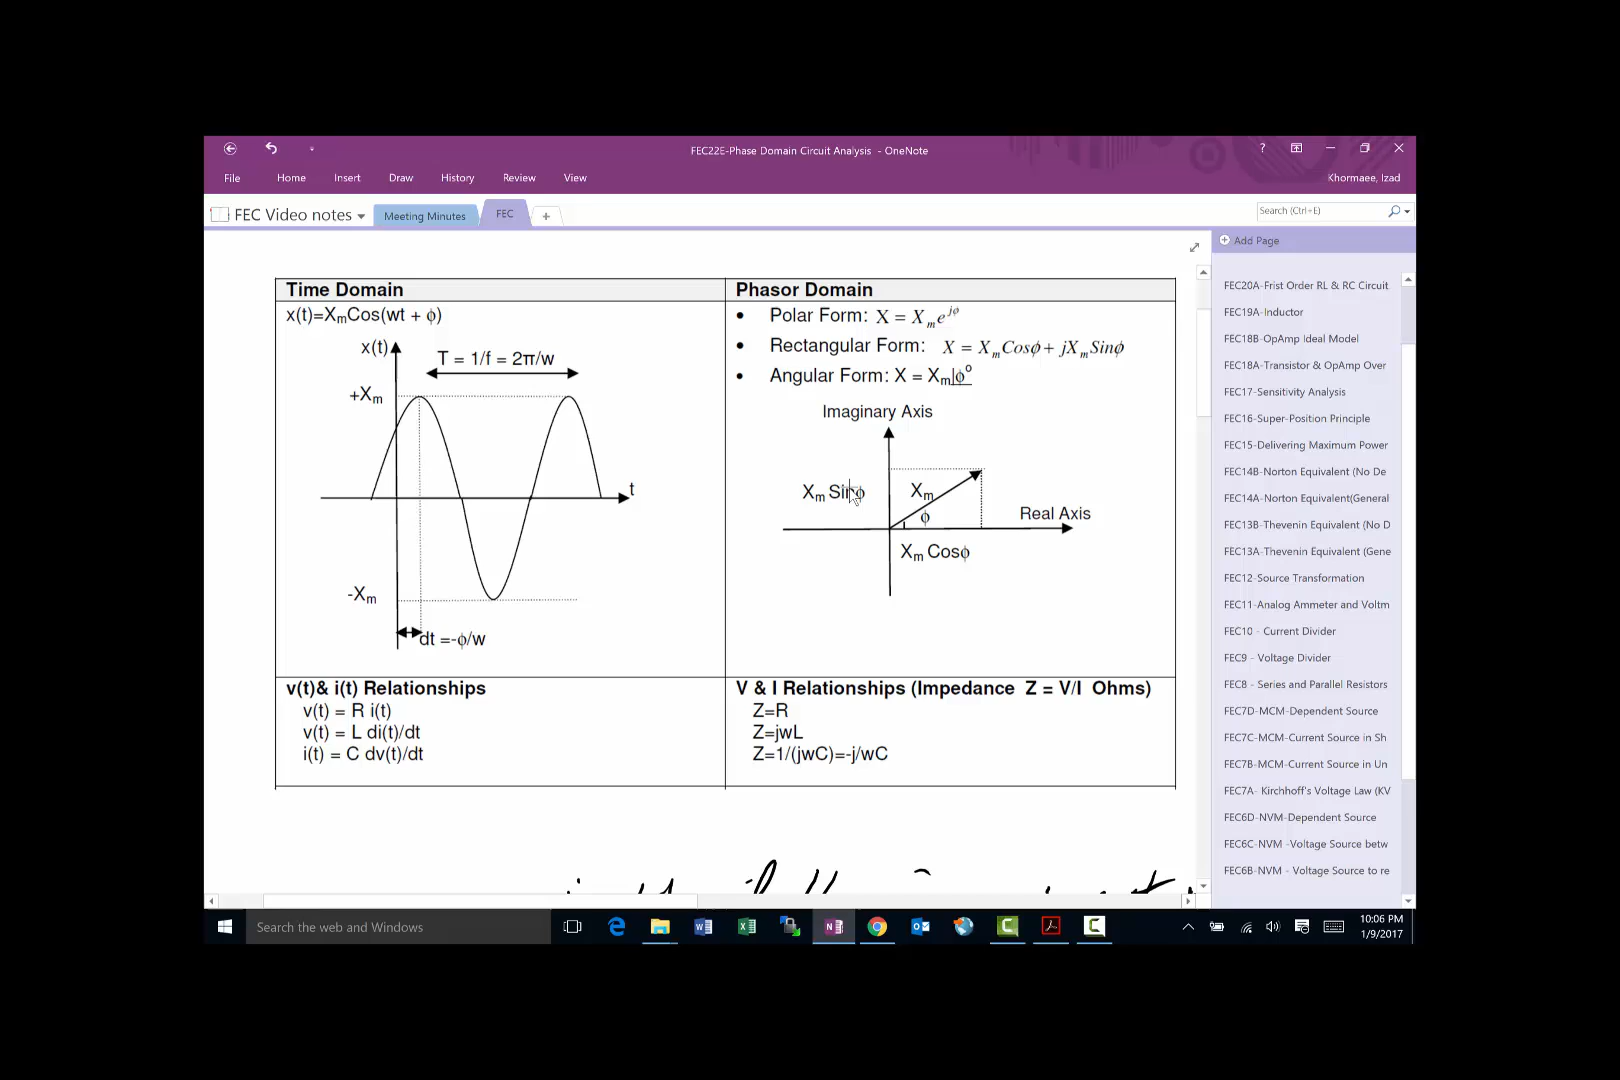 FEC22E-Phase Domain Circuit Analysis - OneNote
?
File Home Insert Draw History Review View
Khormaee, Izad
FEC Video notes Meeting Minutes FEC +
Search (Ctrl+E)
Add Page
Time Domain
x(t)=XmCos(wt + ϕ)
x(t)
T = 1/f = 2π/w
+Xm
t
-Xm
dt =-ϕ/w
Phasor Domain
• Polar Form: X = Xm e^jϕ
• Rectangular Form: X = XmCosϕ + jXmSinϕ
• Angular Form: X = Xm|ϕ°
Imaginary Axis
Xm Sinϕ
Xm
ϕ
Real Axis
Xm Cosϕ
v(t)& i(t) Relationships
v(t) = R i(t)
v(t) = L di(t)/dt
i(t) = C dv(t)/dt
V & I Relationships (Impedance Z = V/I Ohms)
Z=R
Z=jwL
Z=1/(jwC)=-j/wC
FEC20A-Frist Order RL & RC Circuit
FEC19A-Inductor
FEC18B-OpAmp Ideal Model
FEC18A-Transistor & OpAmp Over
FEC17-Sensitivity Analysis
FEC16-Super-Position Principle
FEC15-Delivering Maximum Power
FEC14B-Norton Equivalent (No De
FEC14A-Norton Equivalent(General
FEC13B-Thevenin Equivalent (No D
FEC13A-Thevenin Equivalent (Gene
FEC12-Source Transformation
FEC11-Analog Ammeter and Voltm
FEC10 - Current Divider
FEC9 - Voltage Divider
FEC8 - Series and Parallel Resistors
FEC7D-MCM-Dependent Source
FEC7C-MCM-Current Source in Sh
FEC7B-MCM-Current Source in Un
FEC7A- Kirchhoff's Voltage Law (KV
FEC6D-NVM-Dependent Source
FEC6C-NVM -Voltage Source betw
FEC6B-NVM - Voltage Source to re
Search the web and Windows
10:06 PM
1/9/2017